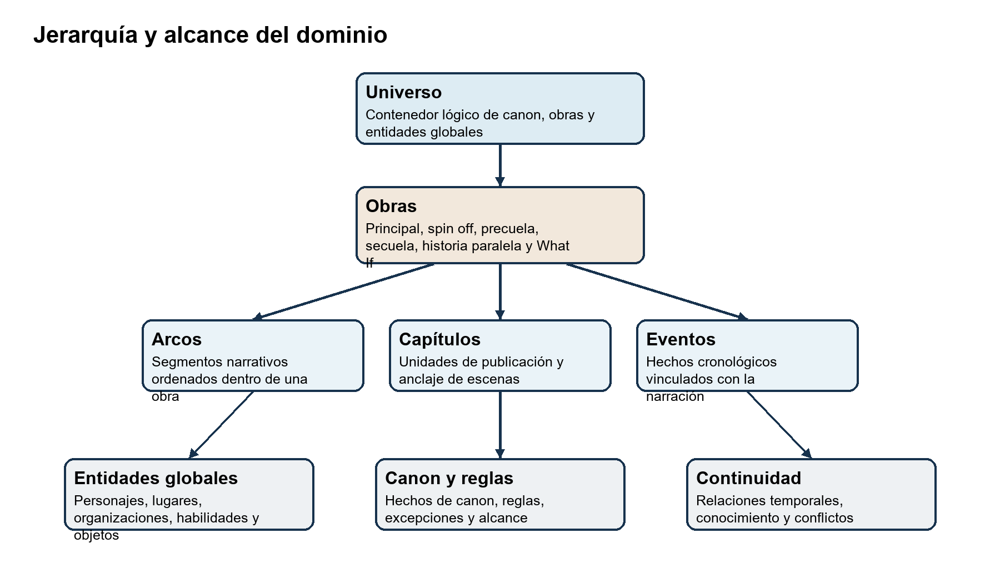 Jerarquía y alcance del dominio
Universo
Contenedor lógico de canon, obras y
entidades globales
Obras
Principal, spin off, precuela,
secuela, historia paralela y What
If
Arcos
Segmentos narrativos
ordenados dentro de una
obra
Capítulos
Unidades de publicación y
anclaje de escenas
Eventos
Hechos cronológicos
vinculados con la
narración
Entidades globales
Personajes, lugares,
organizaciones, habilidades y
objetos
Canon y reglas
Hechos de canon, reglas,
excepciones y alcance
Continuidad
Relaciones temporales,
conocimiento y conflictos